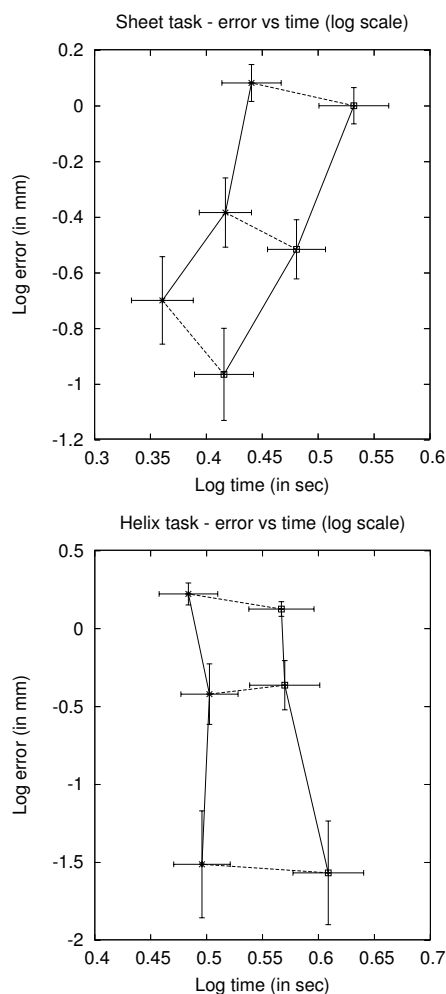 Sheet task - error vs time (log scale)
0.2
0
-0.2
-0.4
-0.6
-0.8
-1
-1.2
Log error (in mm)
0.3 0.35 0.4 0.45 0.5 0.55 0.6
Log time (in sec)
Helix task - error vs time (log scale)
0.5
0
-0.5
-1
-1.5
-2
Log error (in mm)
0.4 0.45 0.5 0.55 0.6 0.65 0.7
Log time (in sec)